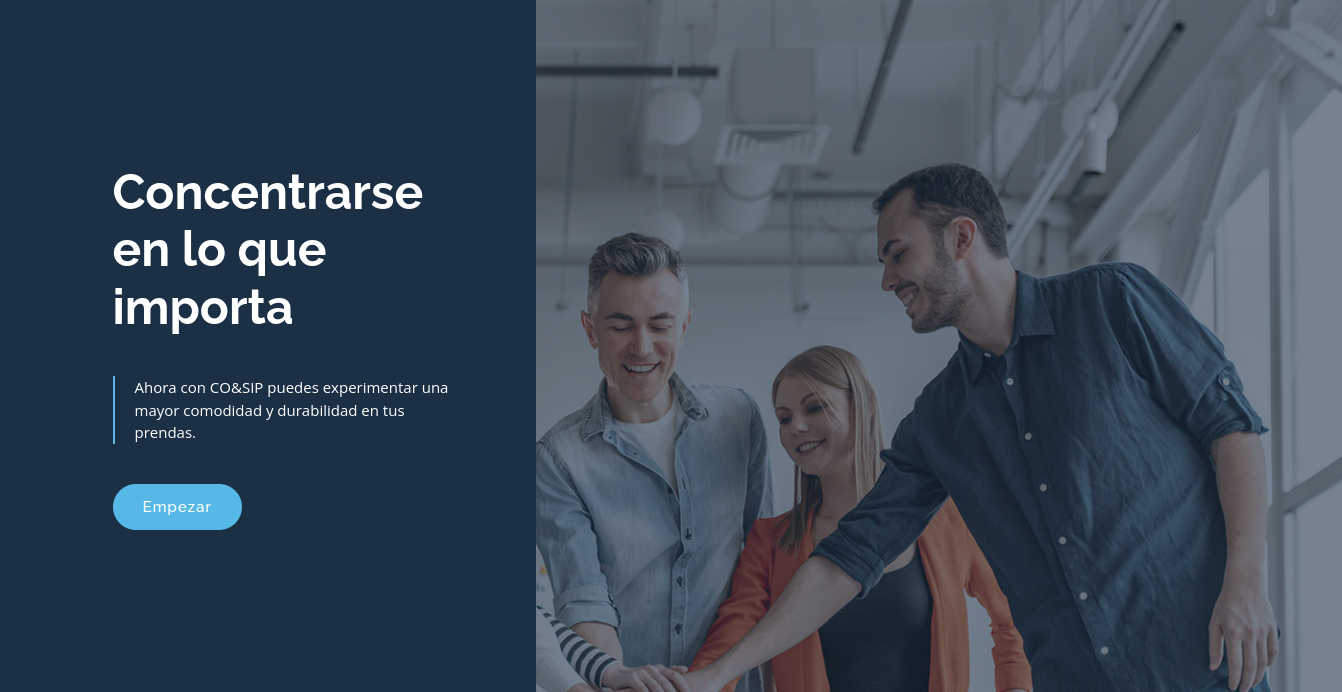 Concentrarse
en lo que
importa
Ahora con CO&SIP puedes experimentar una
mayor comodidad y durabilidad en tus
prendas.
Empezar